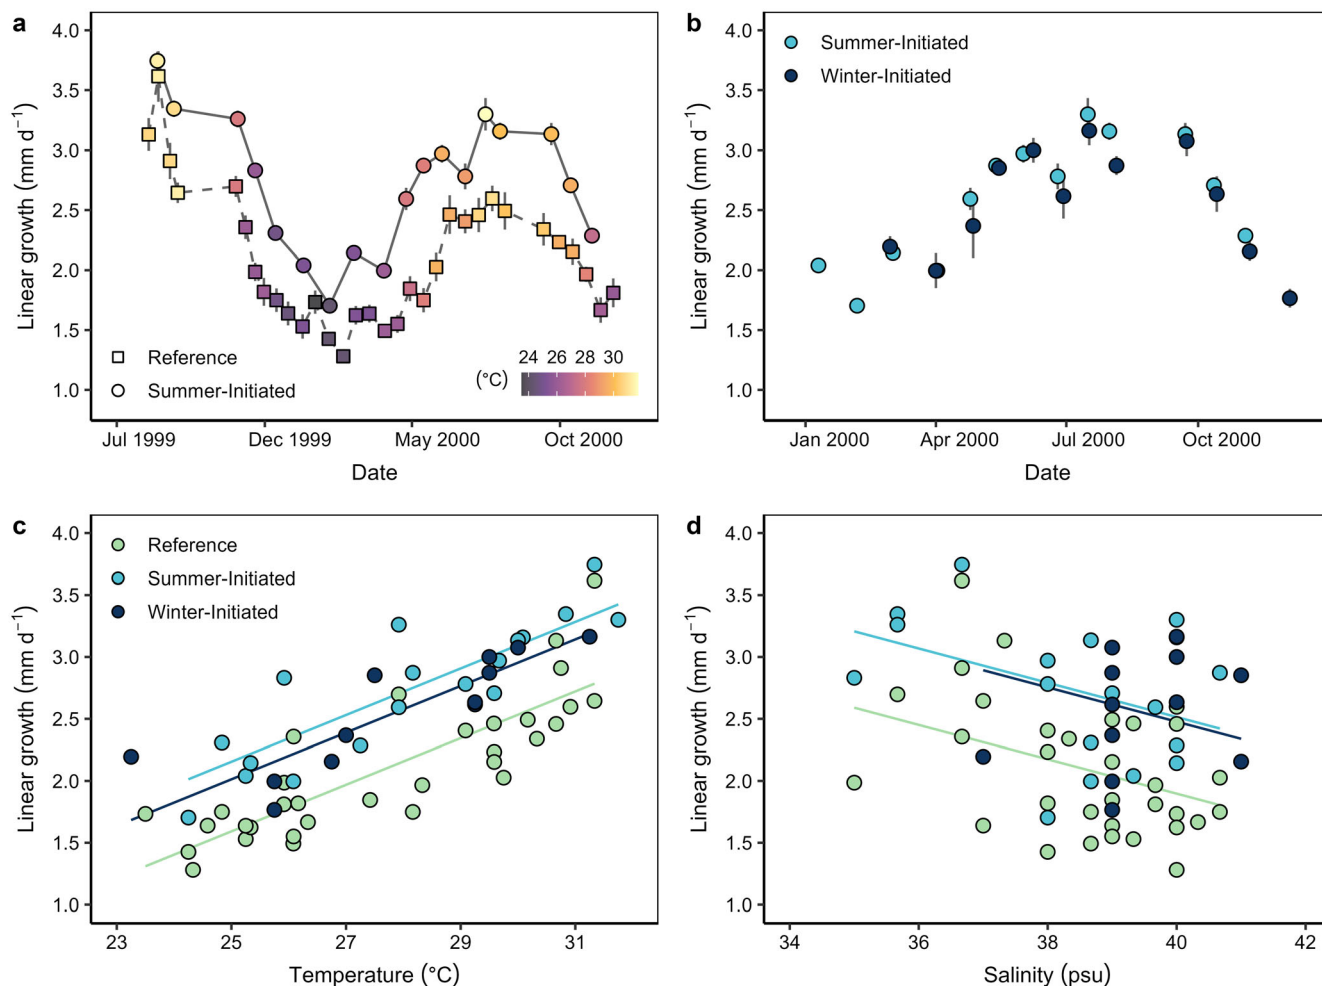 a
Linear growth (mm d⁻¹)
4.0
3.5
3.0
2.5
2.0
1.5
1.0
Reference
Summer-Initiated
24 26 28 30
(°C)
Jul 1999 Dec 1999 May 2000 Oct 2000
Date
b
Linear growth (mm d⁻¹)
4.0
3.5
3.0
2.5
2.0
1.5
1.0
Summer-Initiated
Winter-Initiated
Jan 2000 Apr 2000 Jul 2000 Oct 2000
Date
c
Linear growth (mm d⁻¹)
4.0
3.5
3.0
2.5
2.0
1.5
1.0
Reference
Summer-Initiated
Winter-Initiated
23 25 27 29 31
Temperature (°C)
d
Linear growth (mm d⁻¹)
4.0
3.5
3.0
2.5
2.0
1.5
1.0
34 36 38 40 42
Salinity (psu)